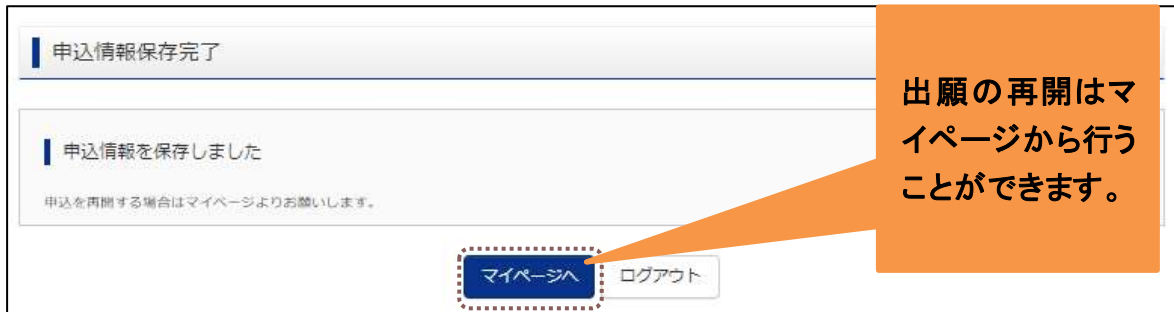 申込情報保存完了
申込情報を保存しました
申込を再開する場合はマイページよりお願いします。
マイページへ
ログアウト
出願の再開はマ
イページから行う
ことができます。